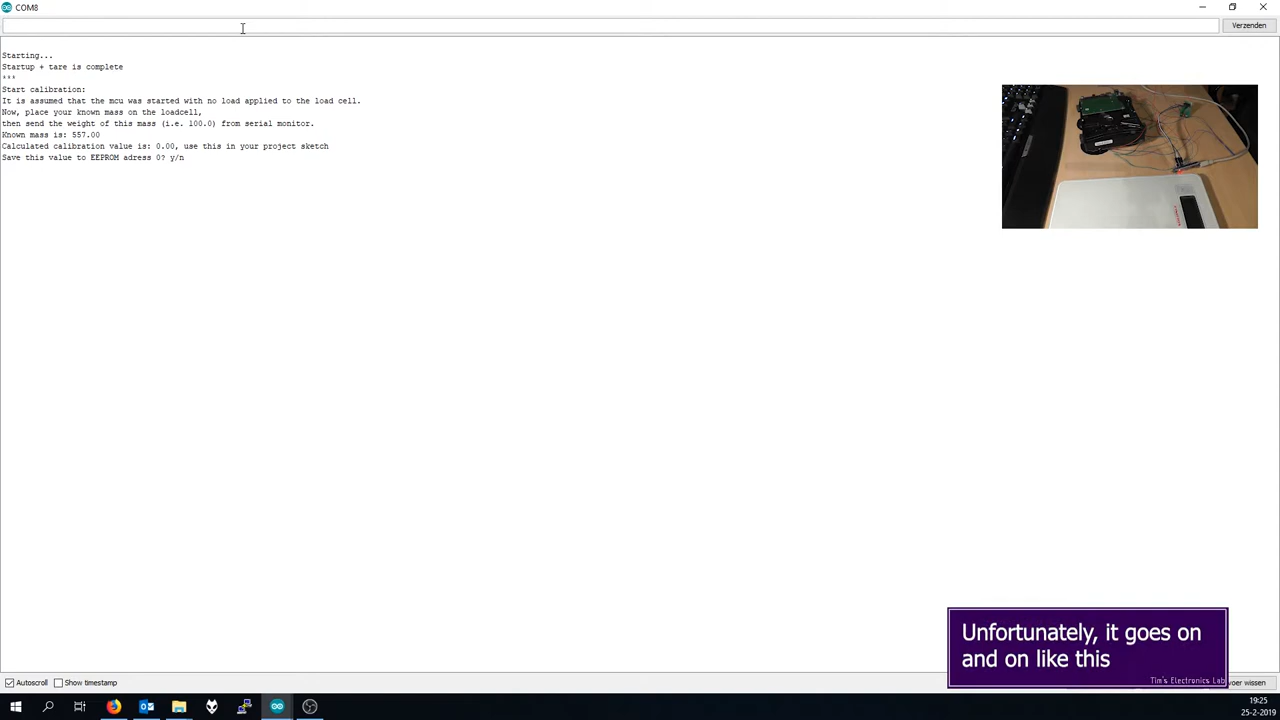 COM8
Verzenden
Starting...
Startup + tare is complete
***
Start calibration:
It is assumed that the mcu was started with no load applied to the load cell.
Now, place your known mass on the loadcell,
then send the weight of this mass (i.e. 100.0) from serial monitor.
Known mass is: 557.00
Calculated calibration value is: 0.00, use this in your project sketch
Save this value to EEPROM adress 0? y/n
Unfortunately, it goes on
and on like this
Tim's Electronics Lab
Autoscroll
Show timestamp
voer wissen
19:25
25-2-2019